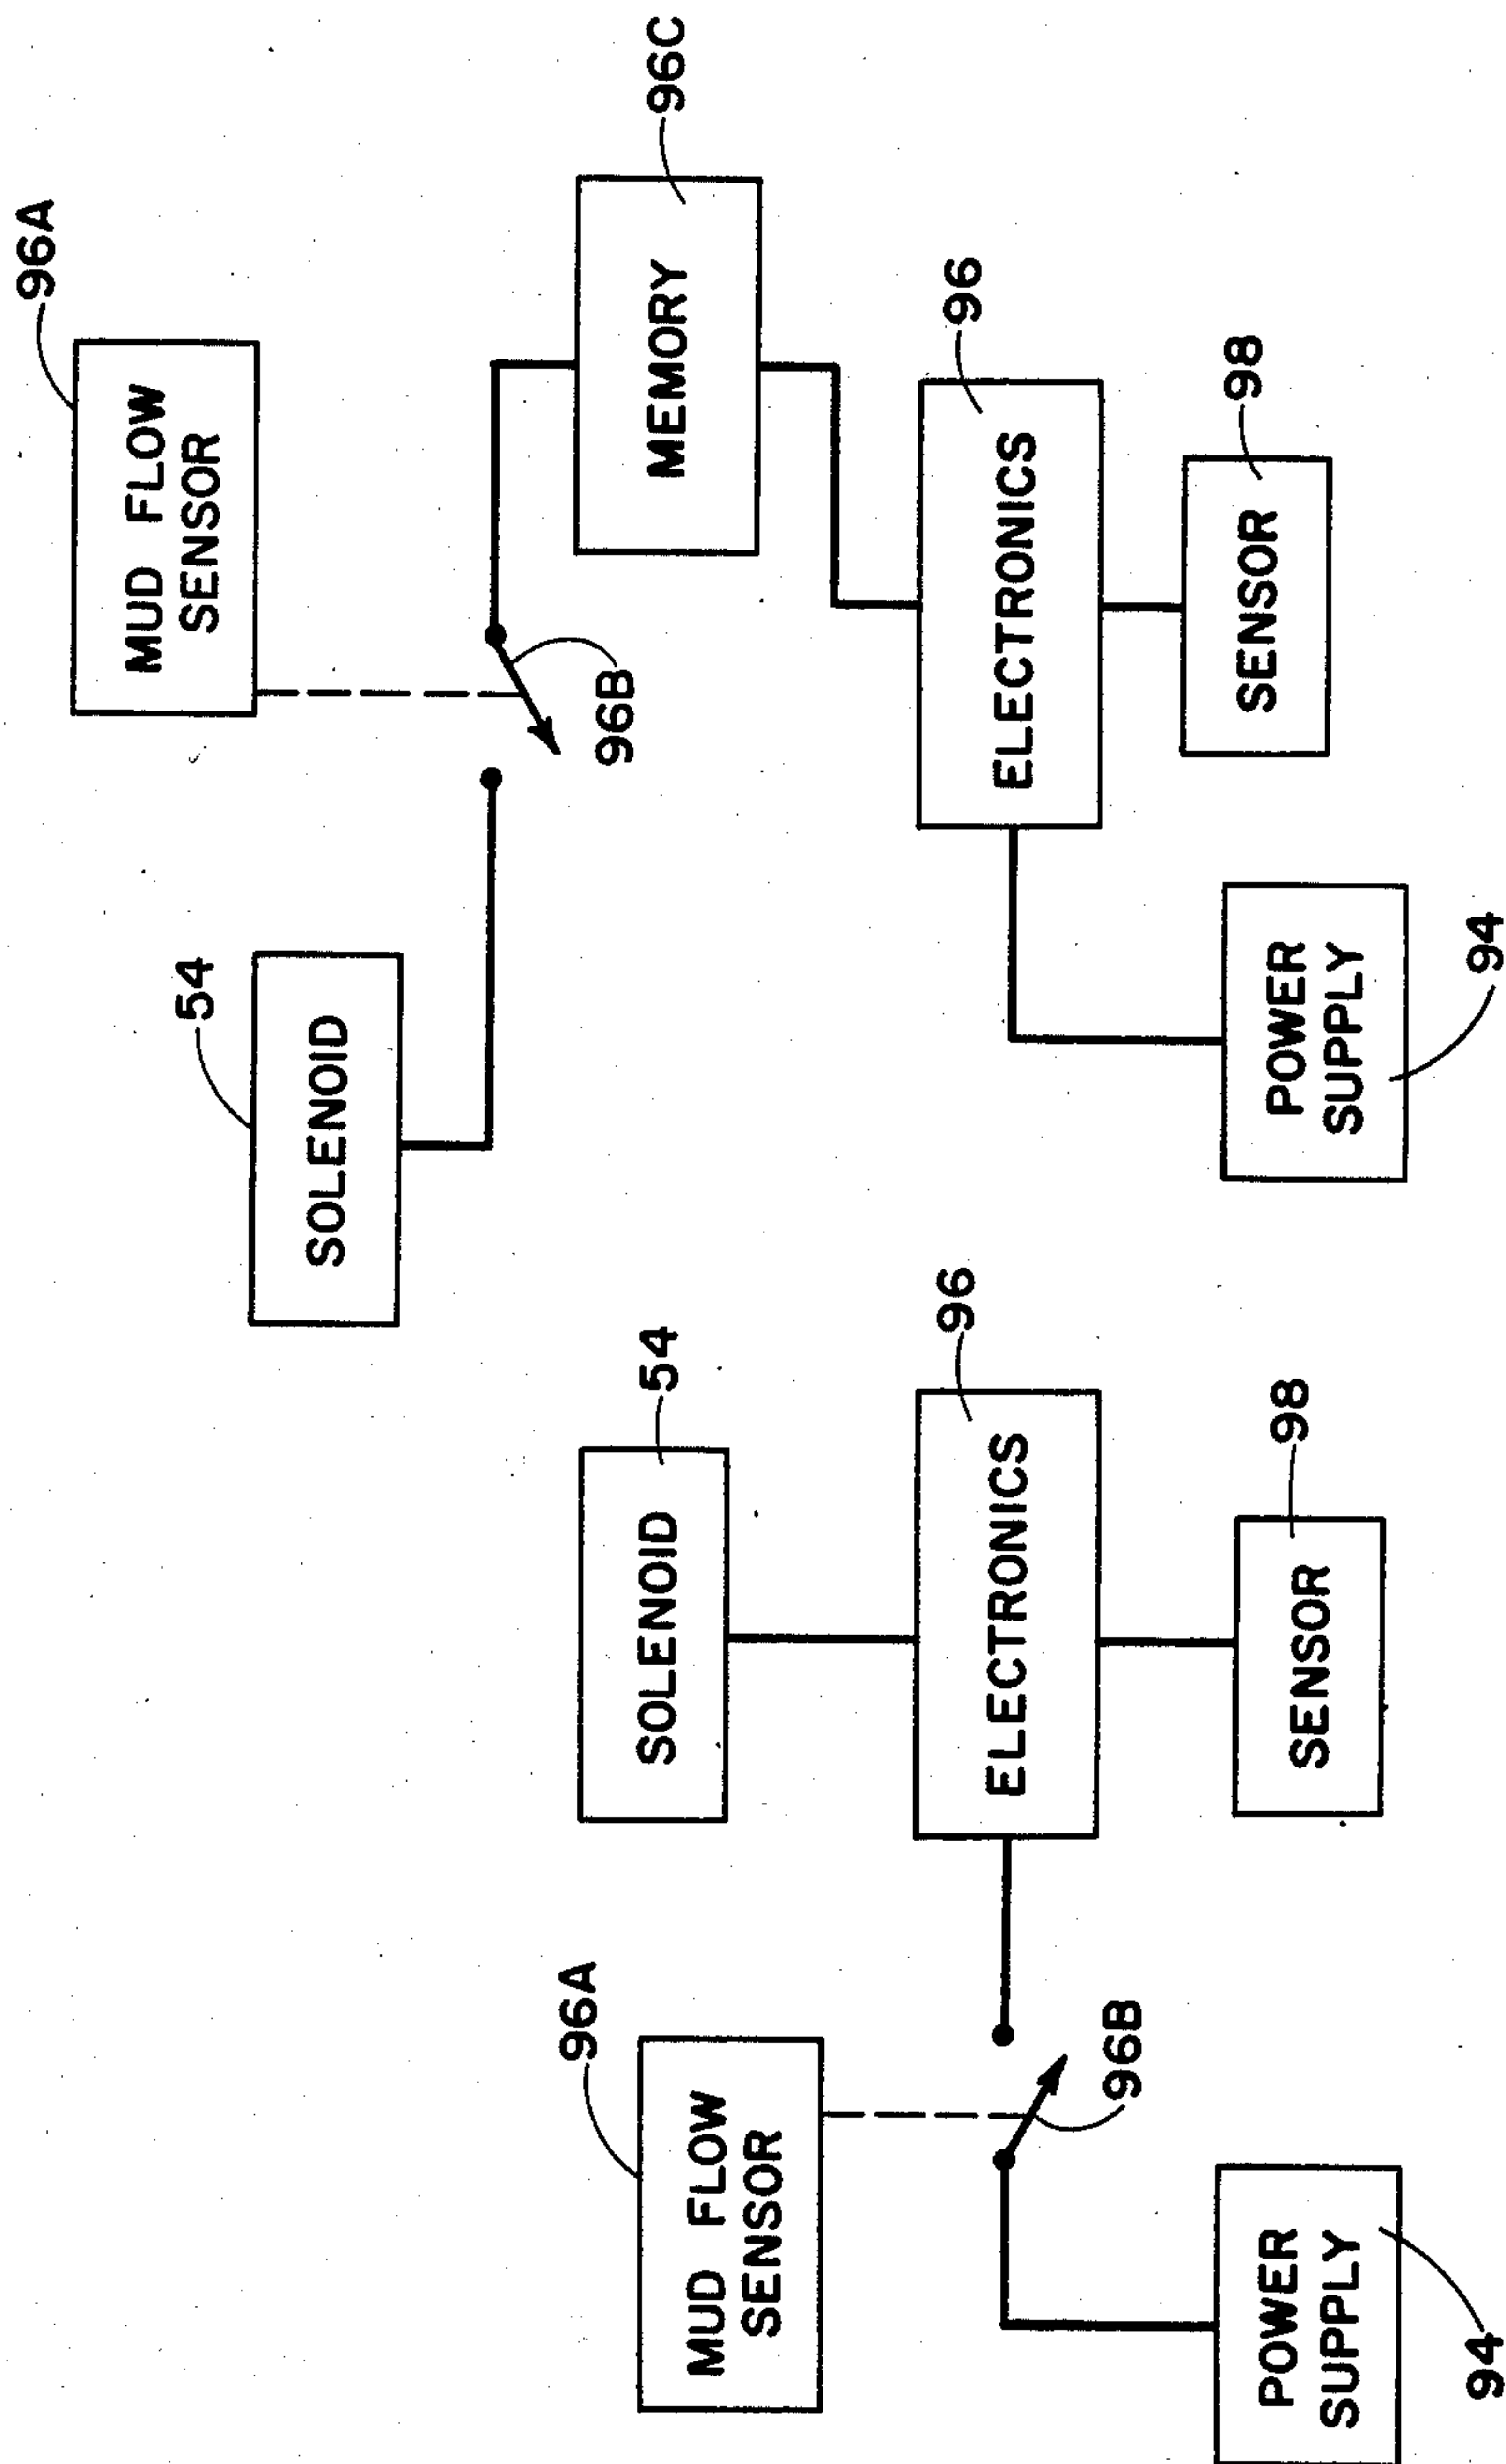 96A
MUD FLOW
SENSOR
54
SOLENOID
96
ELECTRONICS
96B
98
SENSOR
POWER
SUPPLY
94
96A
MUD FLOW
SENSOR
54
SOLENOID
96B
96C
MEMORY
96
ELECTRONICS
98
SENSOR
POWER
SUPPLY
94